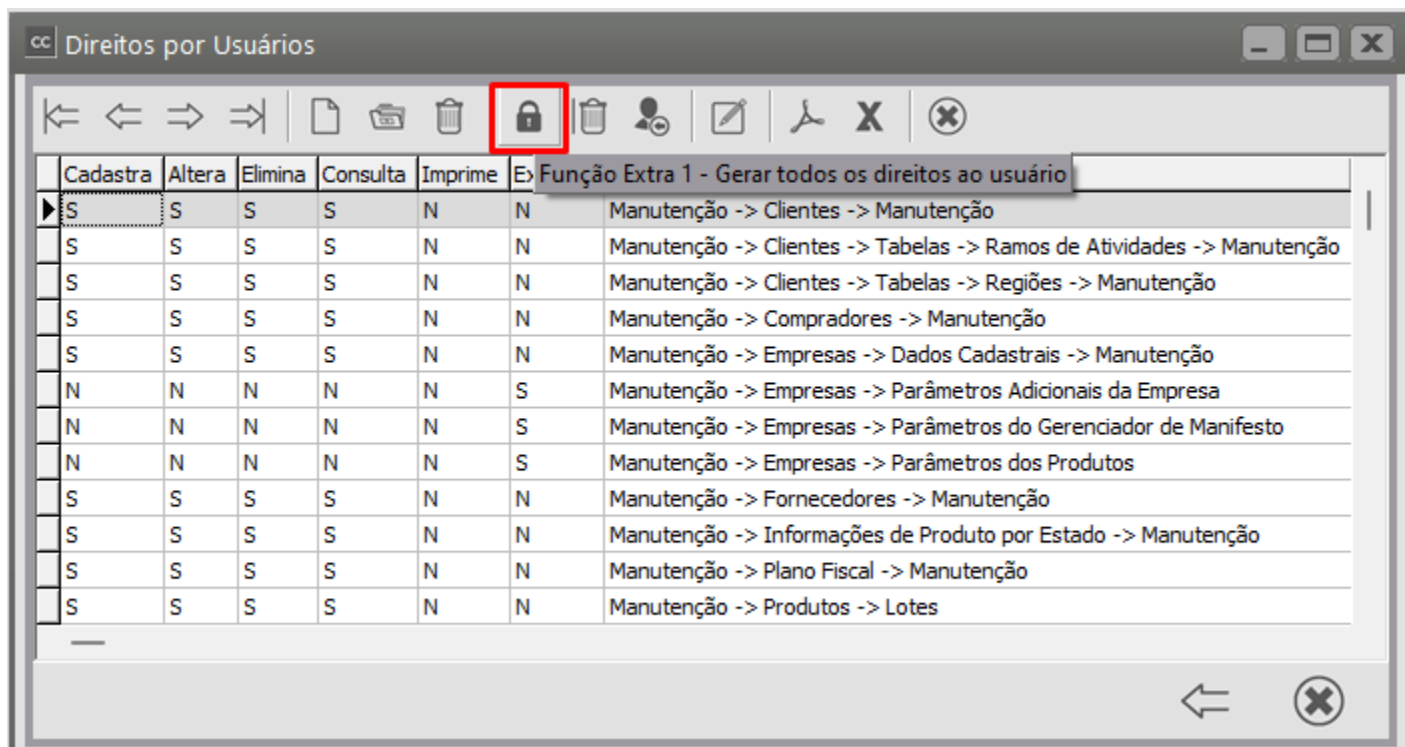 cc Direitos por Usuários
Cadastra Altera Elimina Consulta Imprime Ex
Função Extra 1 - Gerar todos os direitos ao usuário
S S S S N N Manutenção -> Clientes -> Manutenção
S S S S N N Manutenção -> Clientes -> Tabelas -> Ramos de Atividades -> Manutenção
S S S S N N Manutenção -> Clientes -> Tabelas -> Regiões -> Manutenção
S S S S N N Manutenção -> Compradores -> Manutenção
S S S S N N Manutenção -> Empresas -> Dados Cadastrais -> Manutenção
N N N N N S Manutenção -> Empresas -> Parâmetros Adicionais da Empresa
N N N N N S Manutenção -> Empresas -> Parâmetros do Gerenciador de Manifesto
N N N N N S Manutenção -> Empresas -> Parâmetros dos Produtos
S S S S N N Manutenção -> Fornecedores -> Manutenção
S S S S N N Manutenção -> Informações de Produto por Estado -> Manutenção
S S S S N N Manutenção -> Plano Fiscal -> Manutenção
S S S S N N Manutenção -> Produtos -> Lotes